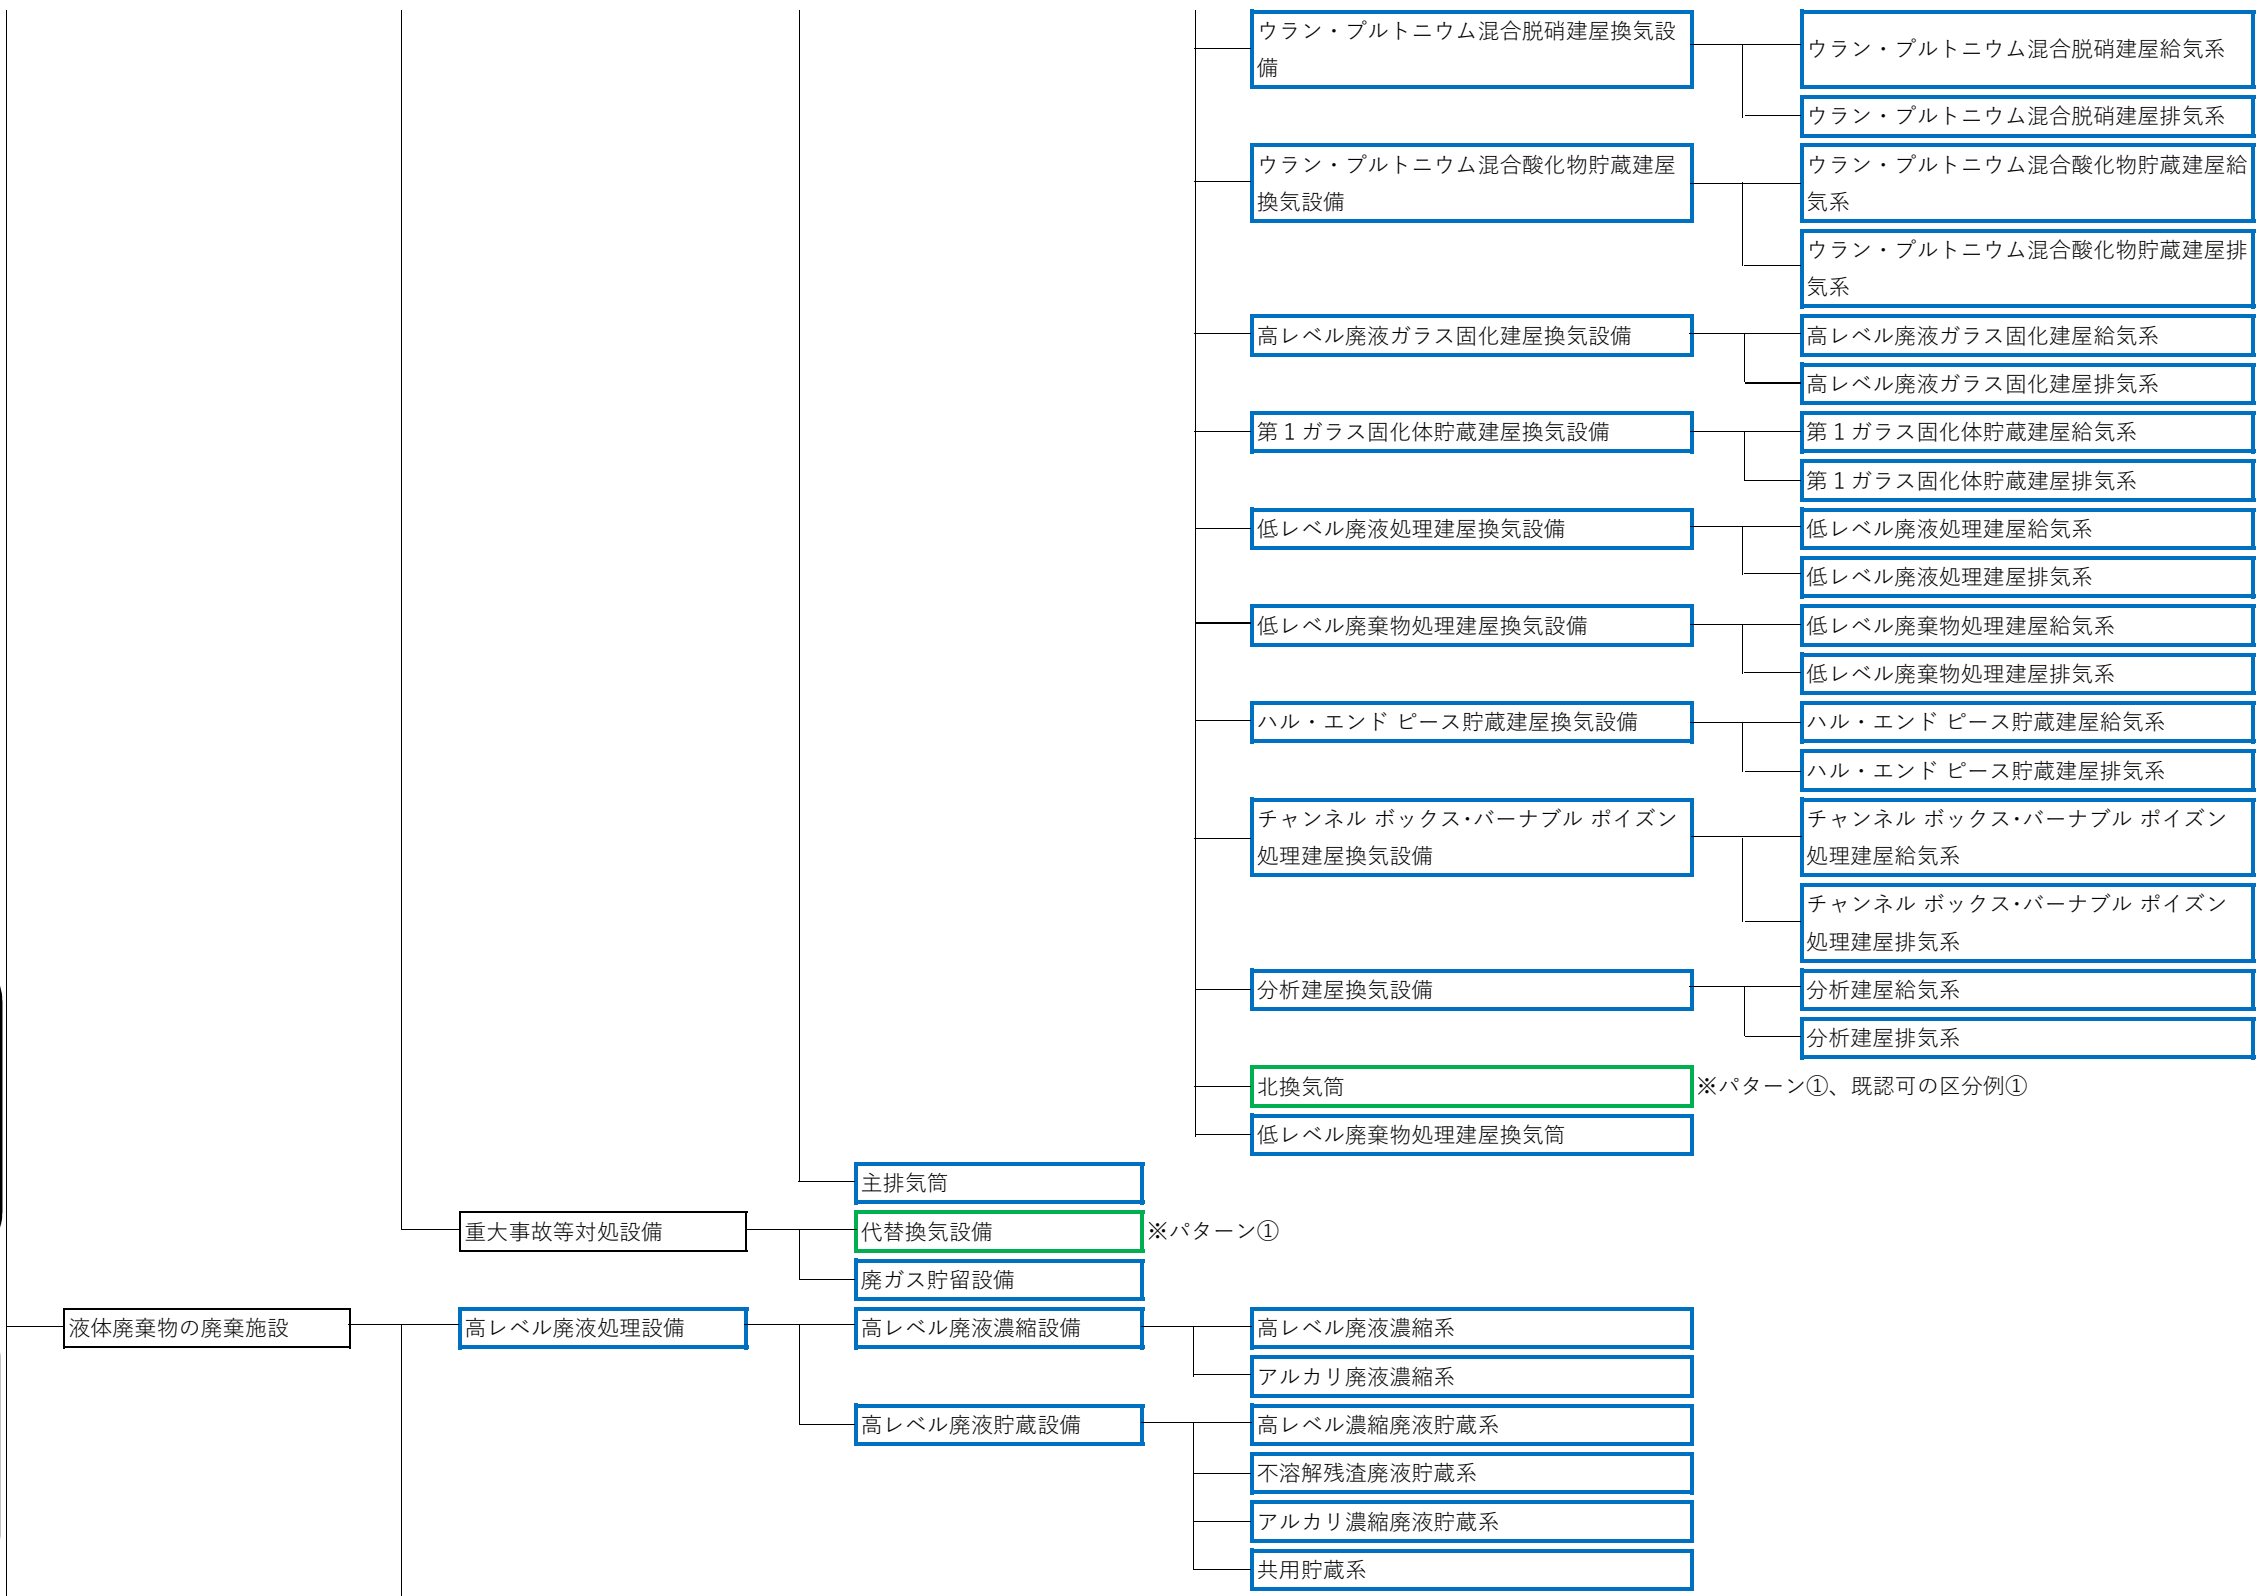 ウラン・プルトニウム混合脱硝建屋換気設
備
ウラン・プルトニウム混合脱硝建屋給気系
ウラン・プルトニウム混合脱硝建屋排気系
ウラン・プルトニウム混合酸化物貯蔵建屋
換気設備
ウラン・プルトニウム混合酸化物貯蔵建屋給
気系
ウラン・プルトニウム混合酸化物貯蔵建屋排
気系
高レベル廃液ガラス固化建屋換気設備
高レベル廃液ガラス固化建屋給気系
高レベル廃液ガラス固化建屋排気系
第１ガラス固化体貯蔵建屋換気設備
第１ガラス固化体貯蔵建屋給気系
第１ガラス固化体貯蔵建屋排気系
低レベル廃液処理建屋換気設備
低レベル廃液処理建屋給気系
低レベル廃液処理建屋排気系
低レベル廃棄物処理建屋換気設備
低レベル廃棄物処理建屋給気系
低レベル廃棄物処理建屋排気系
ハル・エンド ピース貯蔵建屋換気設備
ハル・エンド ピース貯蔵建屋給気系
ハル・エンド ピース貯蔵建屋排気系
チャンネル ボックス･バーナブル ポイズン
処理建屋換気設備
チャンネル ボックス･バーナブル ポイズン
処理建屋給気系
チャンネル ボックス･バーナブル ポイズン
処理建屋排気系
分析建屋換気設備
分析建屋給気系
分析建屋排気系
北換気筒
※パターン①、既認可の区分例①
低レベル廃棄物処理建屋換気筒
主排気筒
重大事故等対処設備
代替換気設備
※パターン①
廃ガス貯留設備
液体廃棄物の廃棄施設
高レベル廃液処理設備
高レベル廃液濃縮設備
高レベル廃液濃縮系
アルカリ廃液濃縮系
高レベル廃液貯蔵設備
高レベル濃縮廃液貯蔵系
不溶解残渣廃液貯蔵系
アルカリ濃縮廃液貯蔵系
共用貯蔵系